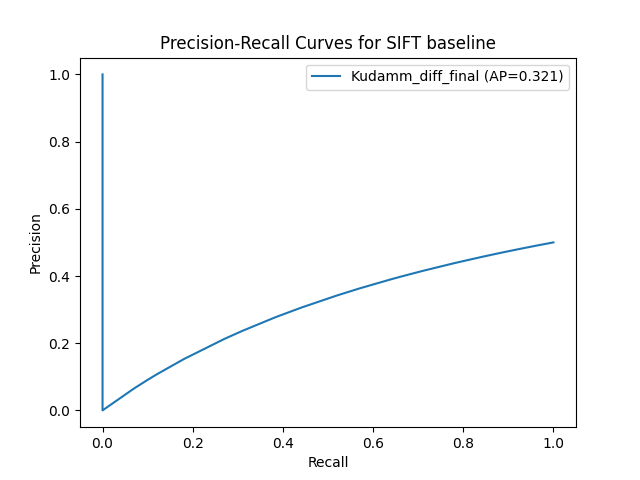 Precision-Recall Curves for SIFT baseline
Kudamm_diff_final (AP=0.321)
Precision
1.0
0.8
0.6
0.4
0.2
0.0
0.0 0.2 0.4 0.6 0.8 1.0
Recall